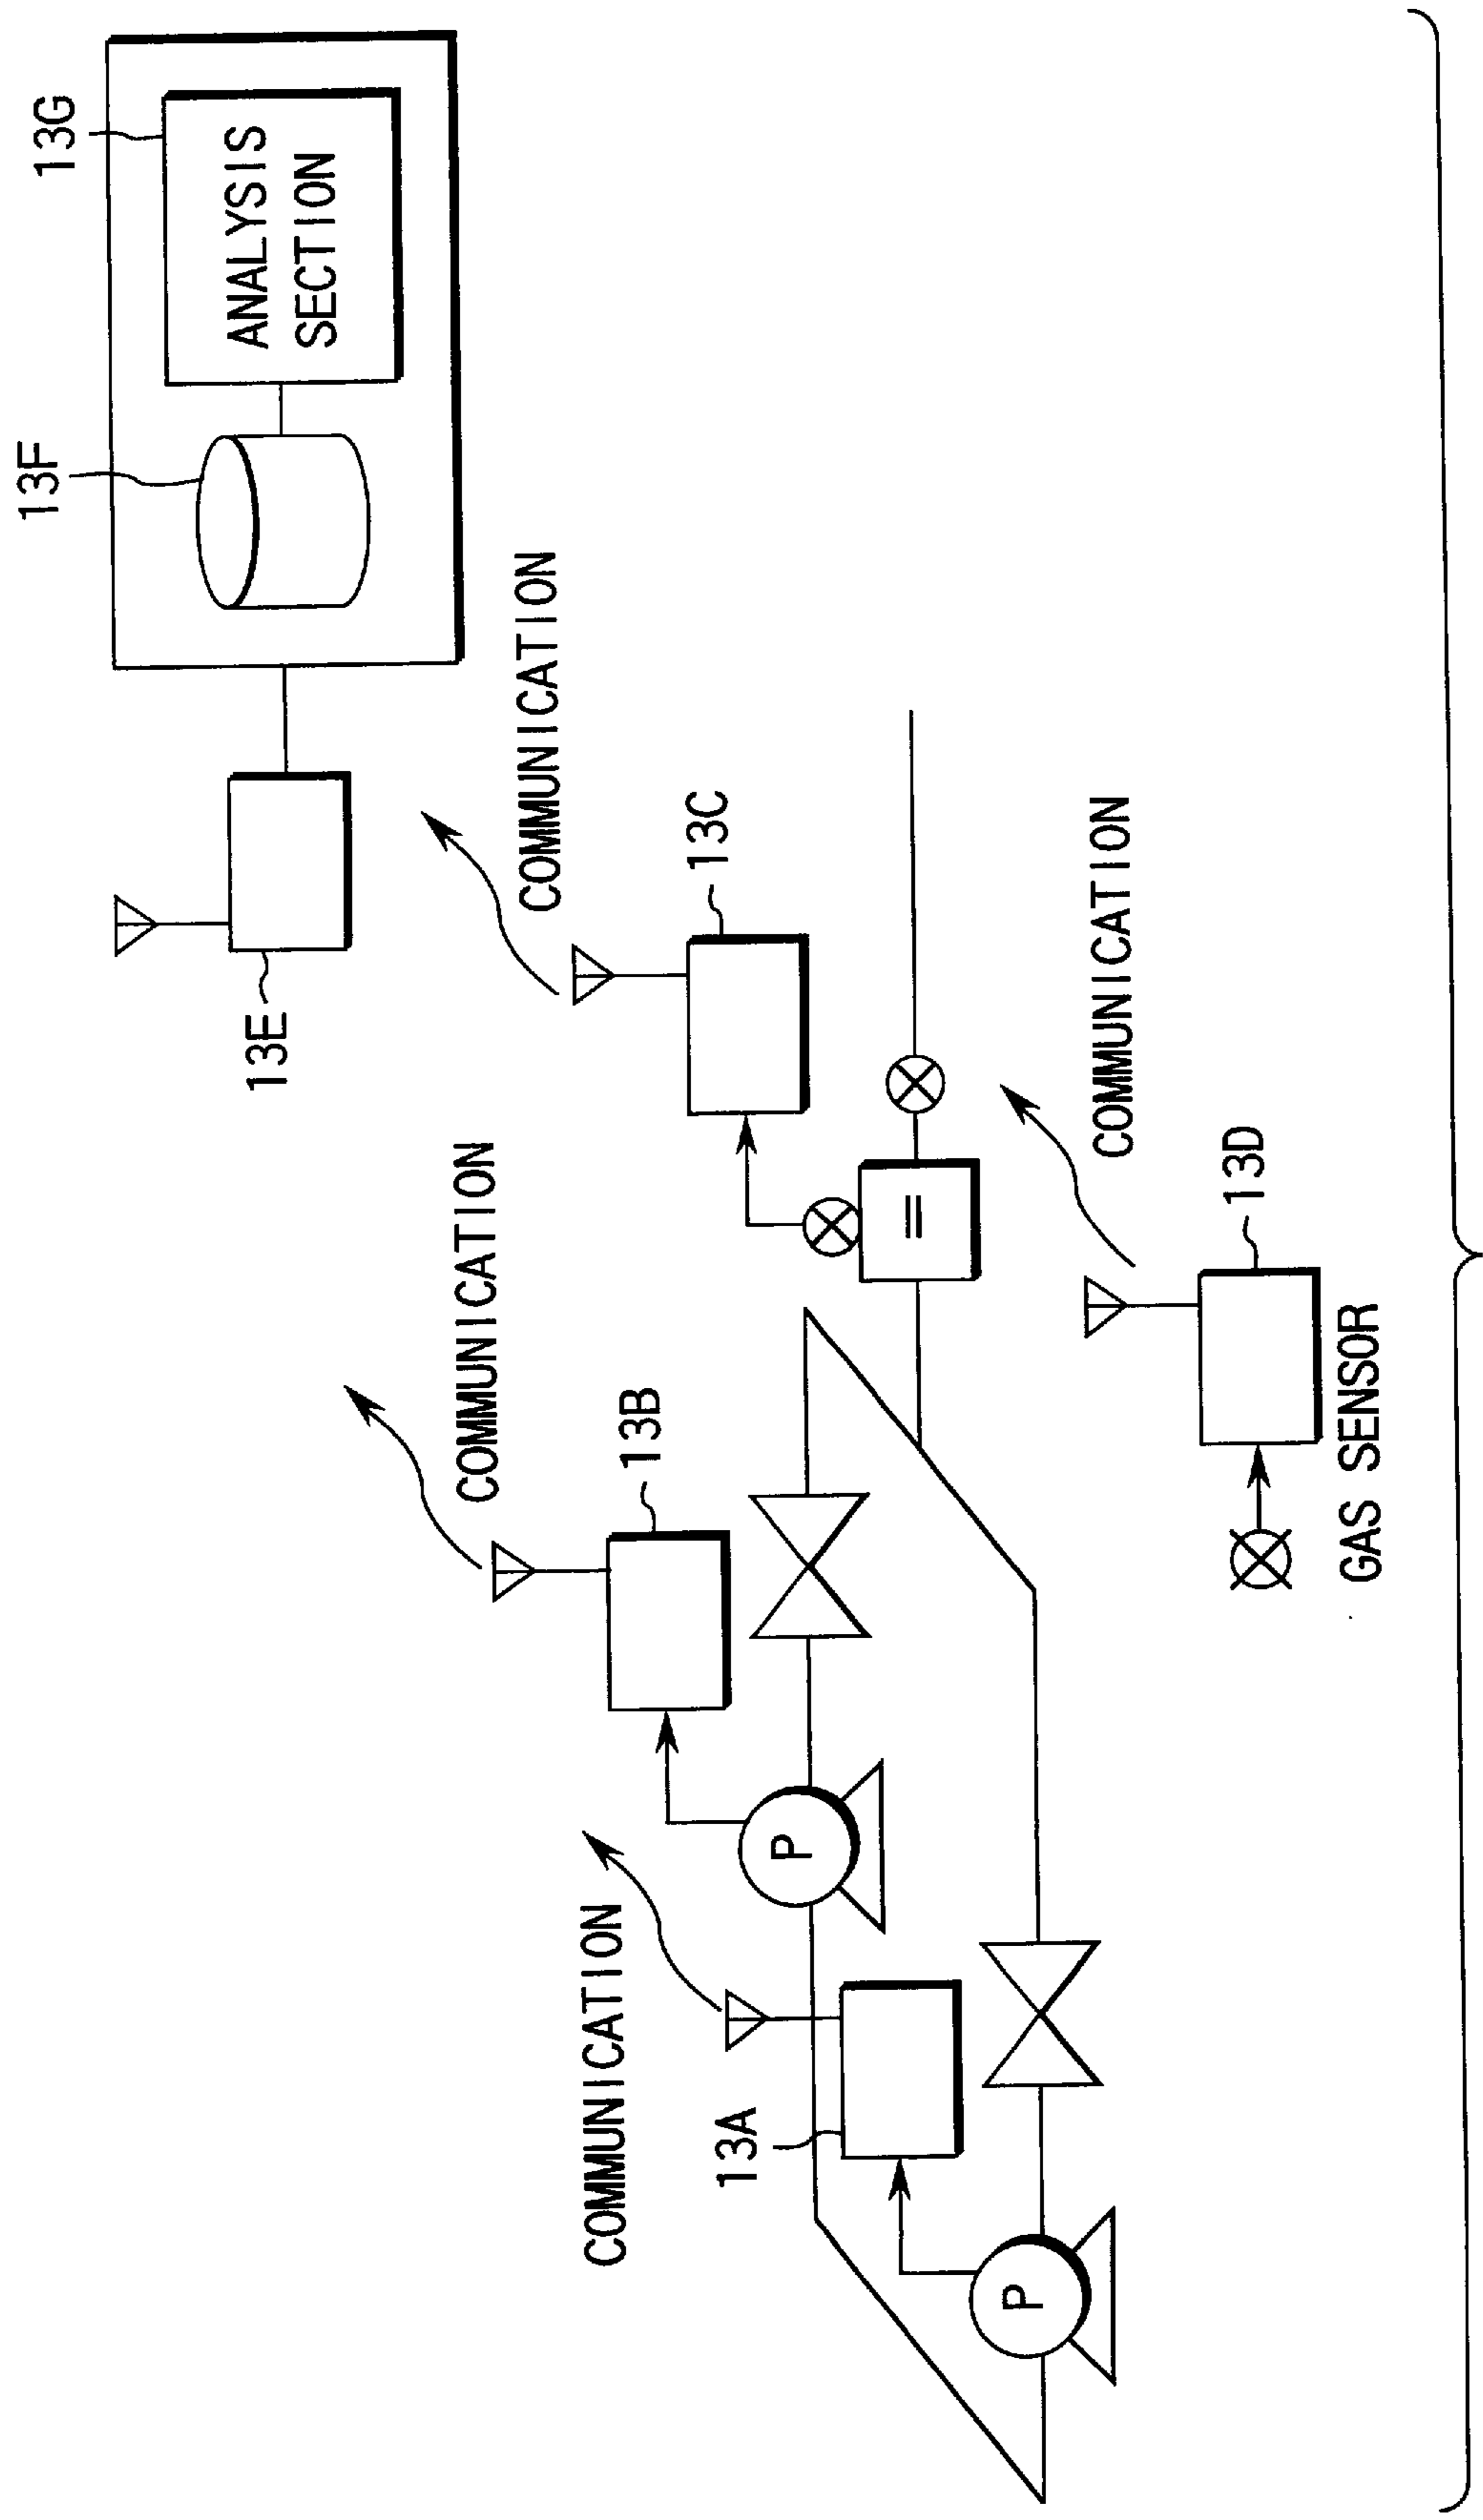 13G
ANALYSIS
SECTION
13F
13E
COMMUNICATION
13C
COMMUNICATION
13B
COMMUNICATION
13D
GAS SENSOR
=
P
COMMUNICATION
13A
P